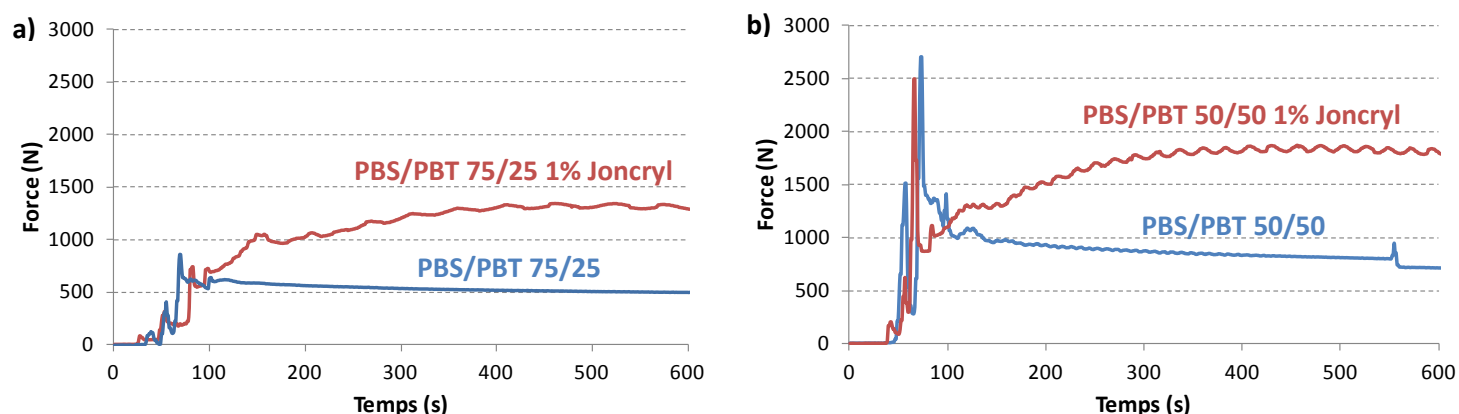 a)
3000
2500
2000
1500
1000
500
0
Force (N)
PBS/PBT 75/25 1% Joncryl
PBS/PBT 75/25
0 100 200 300 400 500 600
Temps (s)
b)
3000
2500
2000
1500
1000
500
0
Force (N)
PBS/PBT 50/50 1% Joncryl
PBS/PBT 50/50
0 100 200 300 400 500 600
Temps (s)